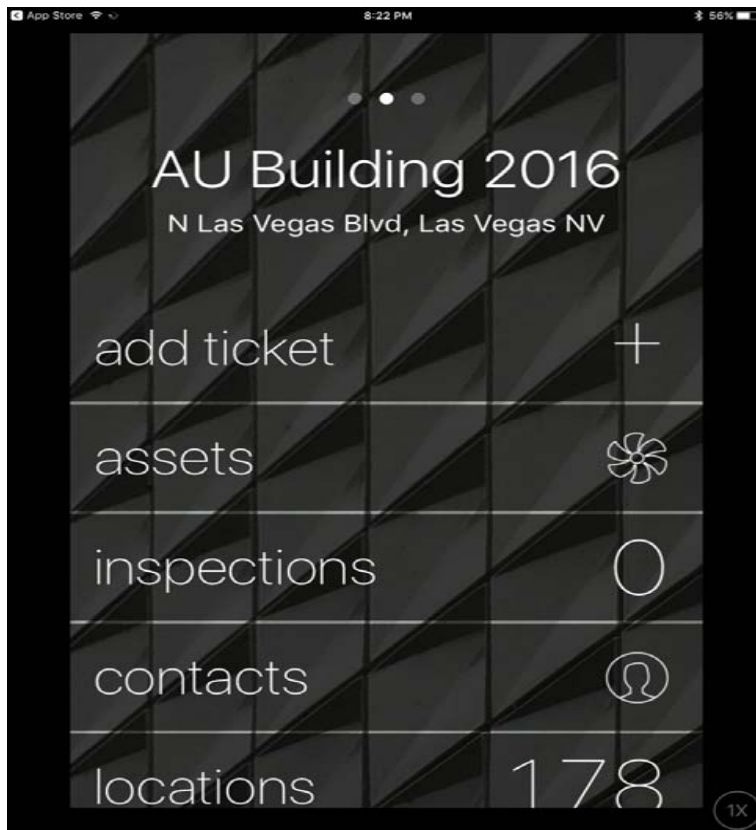 App Store
8:22 PM
56%
AU Building 2016
N Las Vegas Blvd, Las Vegas NV
add ticket
assets
inspections 0
contacts
locations 178
1X